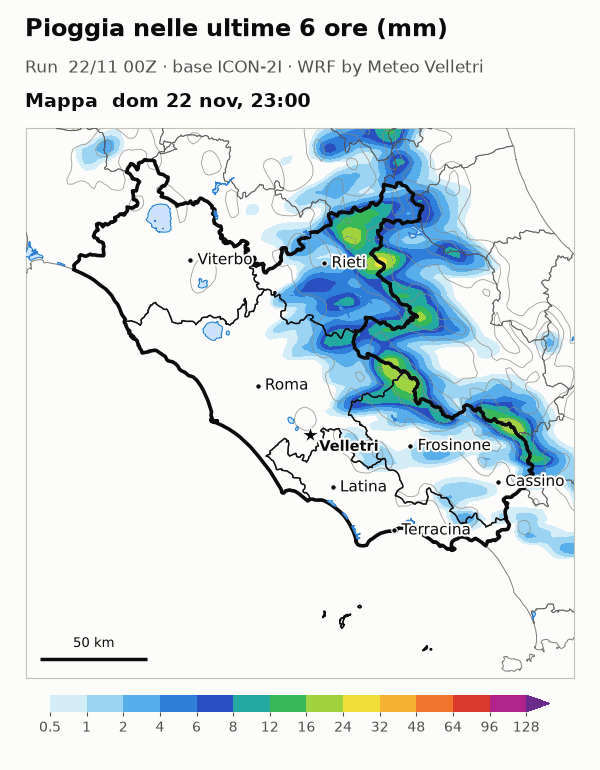 Pioggia nelle ultime 6 ore (mm)
Run  22/11 00Z · base ICON-2I · WRF by Meteo Velletri
Mappa  dom 22 nov, 23:00
Viterbo
Rieti
Roma
Velletri
Frosinone
Latina
Cassino
Terracina
50 km
0.5 1 2 4 6 8 12 16 24 32 48 64 96 128